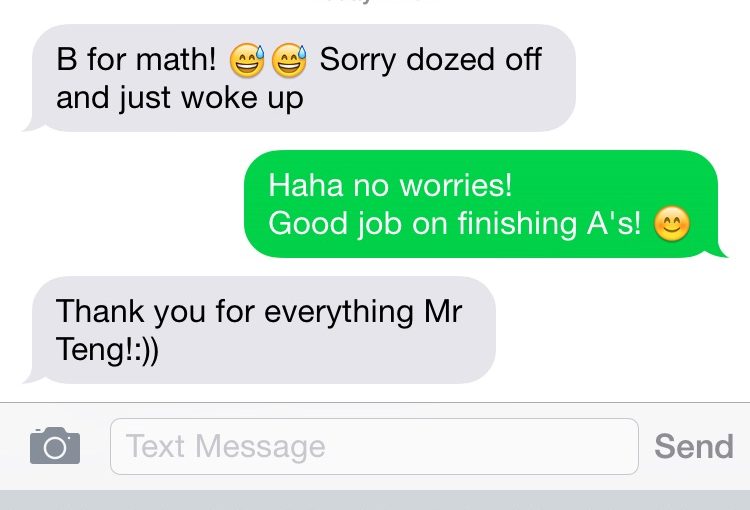 B for math! 😅😅 Sorry dozed off
and just woke up
Haha no worries!
Good job on finishing A's! 😊
Thank you for everything Mr
Teng!:))
Text Message
Send